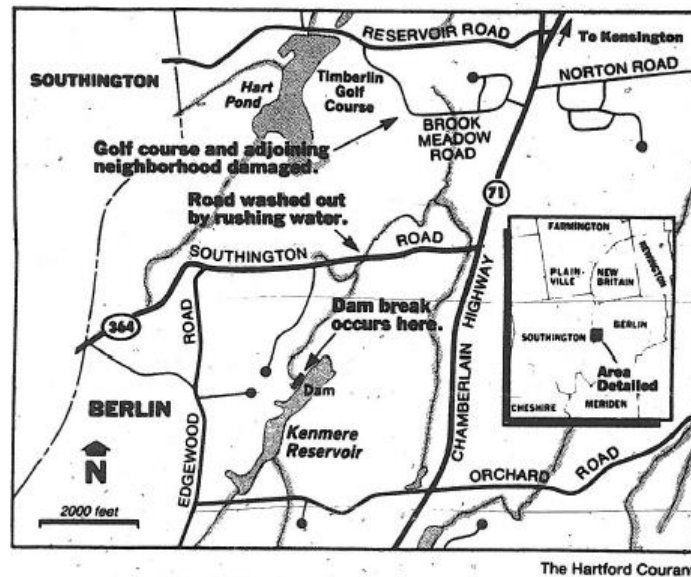 RESERVOIR ROAD
To Kensington
SOUTHINGTON
Hart
Pond
Timberlin
Golf
Course
NORTON ROAD
BROOK
MEADOW
ROAD
Golf course and adjoining
neighborhood damaged.
71
Road washed out
by rushing water.
SOUTHINGTON ROAD
FARMINGTON
NEWINGTON
PLAIN-
VILLE
NEW
BRITAIN
SOUTHINGTON
BERLIN
Area
Detailed
CHESHIRE
MERIDEN
364
ROAD
Dam break
occurs here.
CHAMBERLAIN HIGHWAY
BERLIN
Dam
Kenmere
Reservoir
N
EDGEWOOD
ORCHARD ROAD
2000 feet
The Hartford Courant